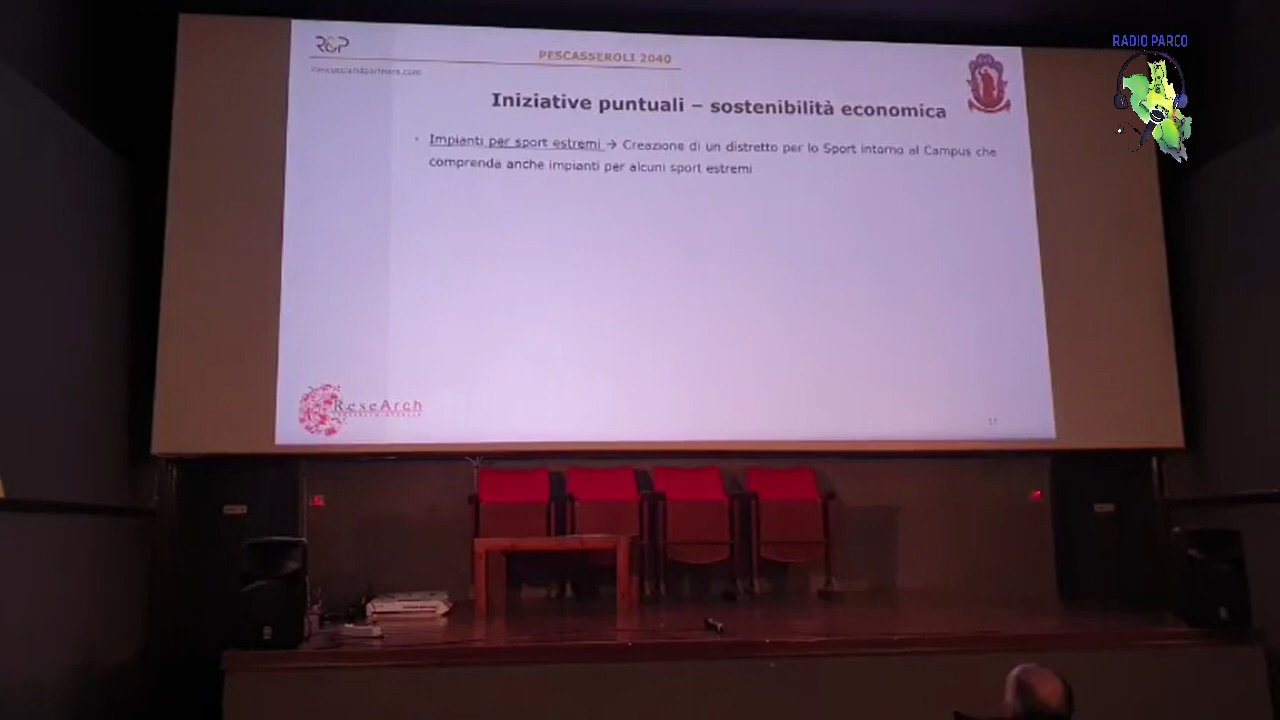 RADIO PARCO
R&P
PESCASSEROLI 2040
Iniziative puntuali – sostenibilità economica
• Impianti per sport estremi → Creazione di un distretto per lo Sport intorno al Campus che
comprenda anche impianti per alcuni sport estremi
ReseArch
17